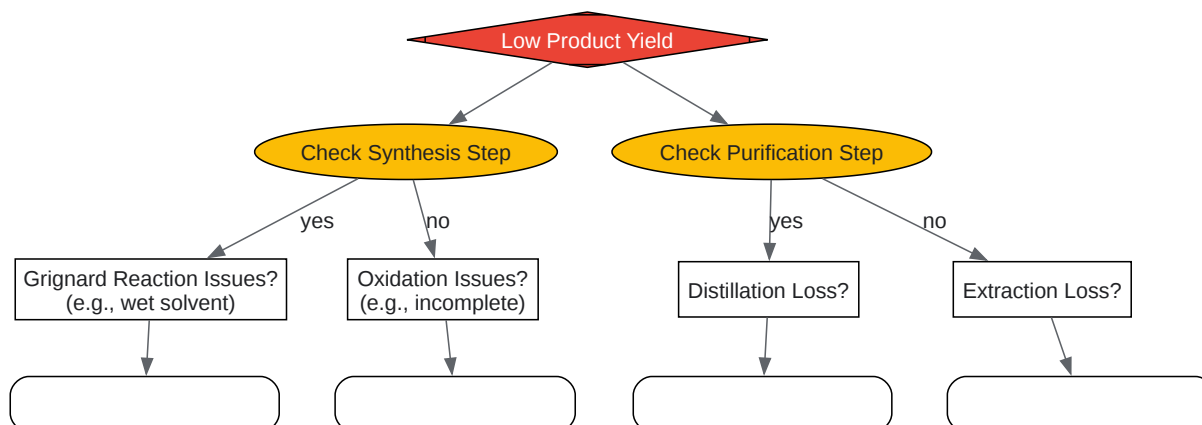 Low Product Yield
Check Synthesis Step
Check Purification Step
yes
no
yes
no
Grignard Reaction Issues?
(e.g., wet solvent)
Oxidation Issues?
(e.g., incomplete)
Distillation Loss?
Extraction Loss?